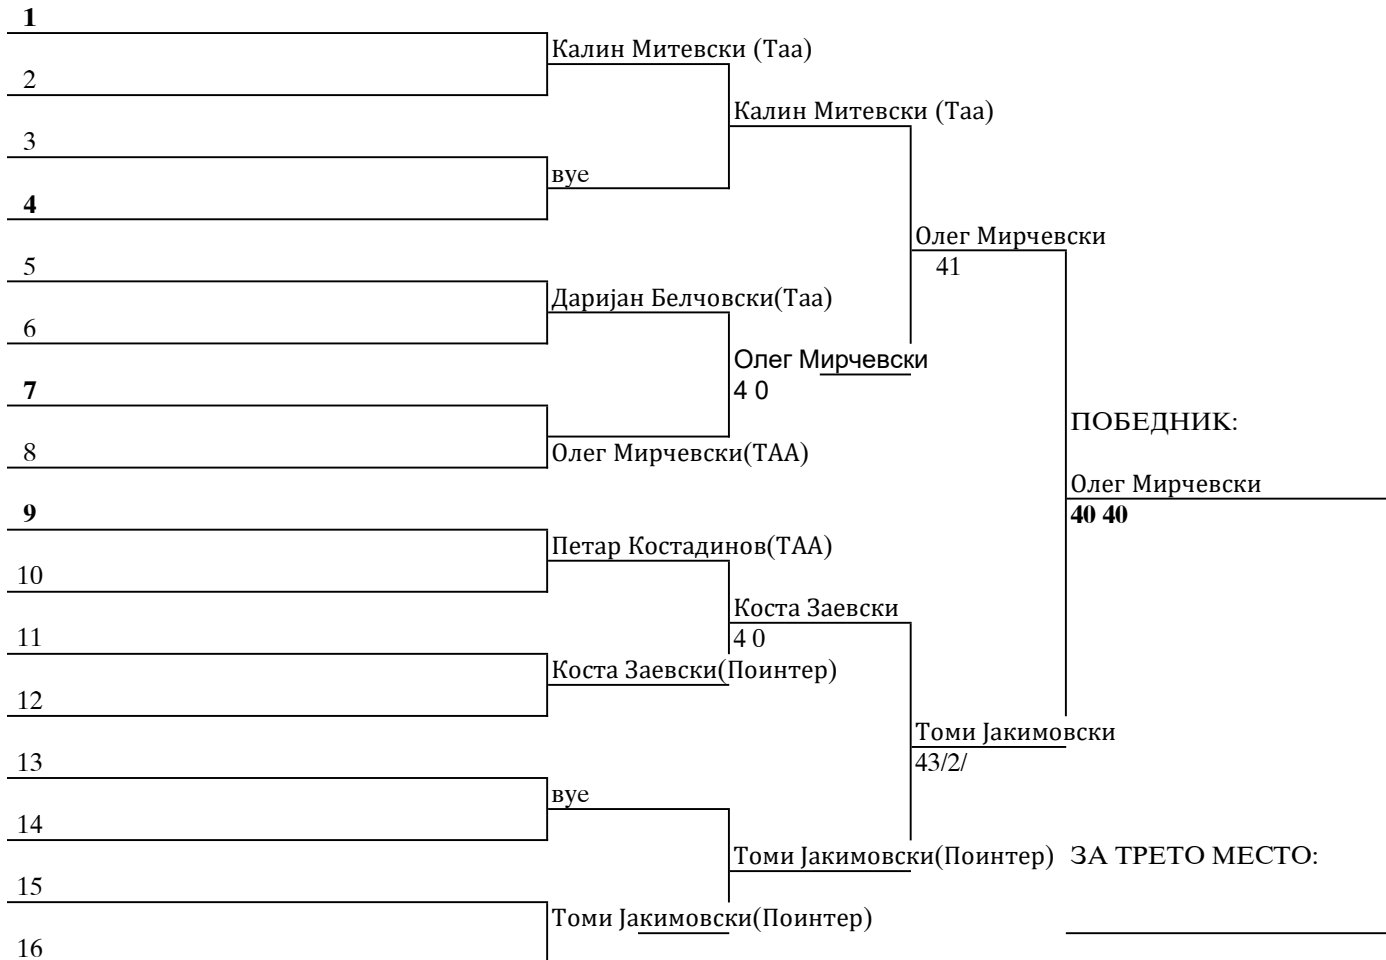 1
Калин Митевски (Таа)
2
Калин Митевски (Таа)
3
вуе
4
Олег Мирчевски
5
41
Даријан Белчовски(Таа)
6
Олег Мирчевски
7
4 0
ПОБЕДНИК:
8
Олег Мирчевски(ТАА)
Олег Мирчевски
9
40 40
Петар Костадинов(ТАА)
10
Коста Заевски
11
4 0
Коста Заевски(Поинтер)
12
Томи Јакимовски
13
43/2/
вуе
14
Томи Јакимовски(Поинтер)
ЗА ТРЕТО МЕСТО:
15
Томи Јакимовски(Поинтер)
16